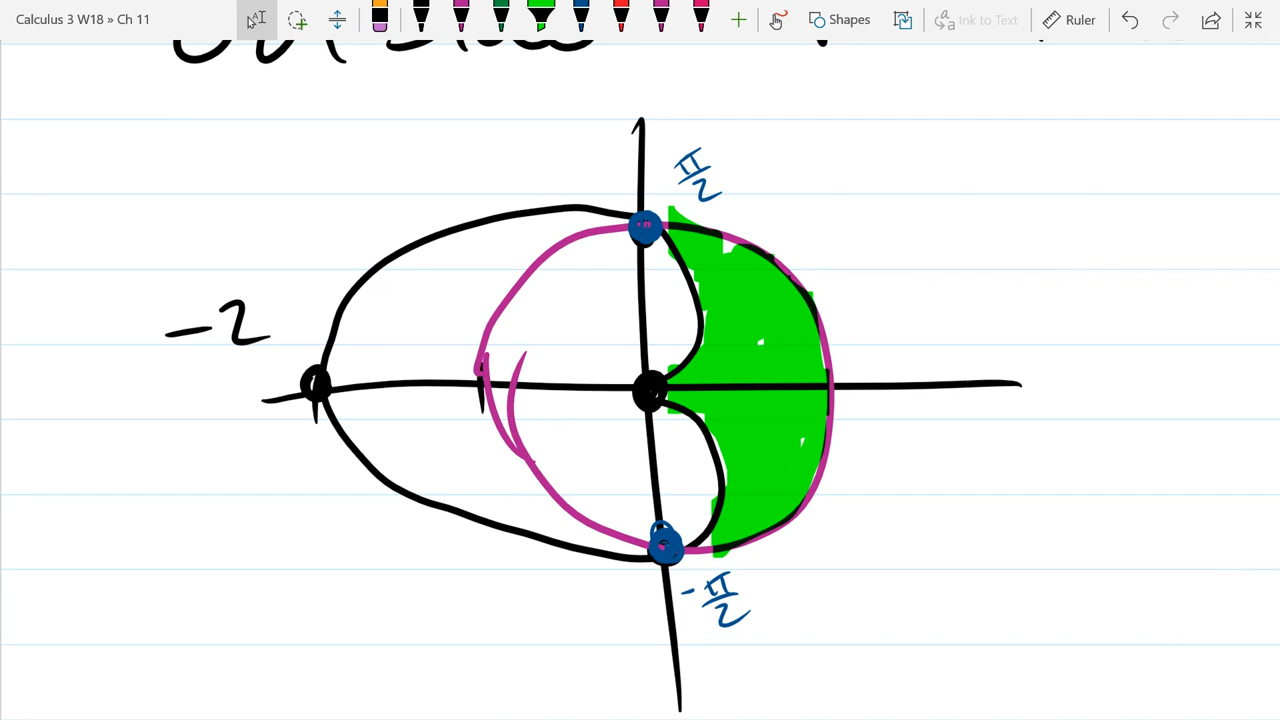 Calculus 3 W18 » Ch 11
Shapes
Ink to Text
Ruler
π/2
-2
-π/2